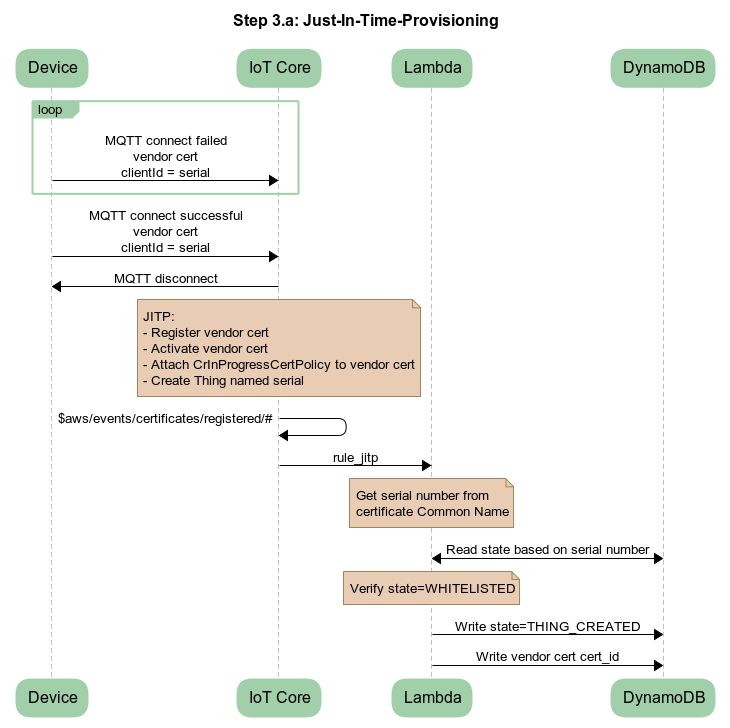 Step 3.a: Just-In-Time-Provisioning
Device
IoT Core
Lambda
DynamoDB
loop
MQTT connect failed
vendor cert
clientId = serial
MQTT connect successful
vendor cert
clientId = serial
MQTT disconnect
JITP:
- Register vendor cert
- Activate vendor cert
- Attach CrInProgressCertPolicy to vendor cert
- Create Thing named serial
$aws/events/certificates/registered/#
rule_jitp
Get serial number from
certificate Common Name
Read state based on serial number
Verify state=WHITELISTED
Write state=THING_CREATED
Write vendor cert cert_id
Device
IoT Core
Lambda
DynamoDB